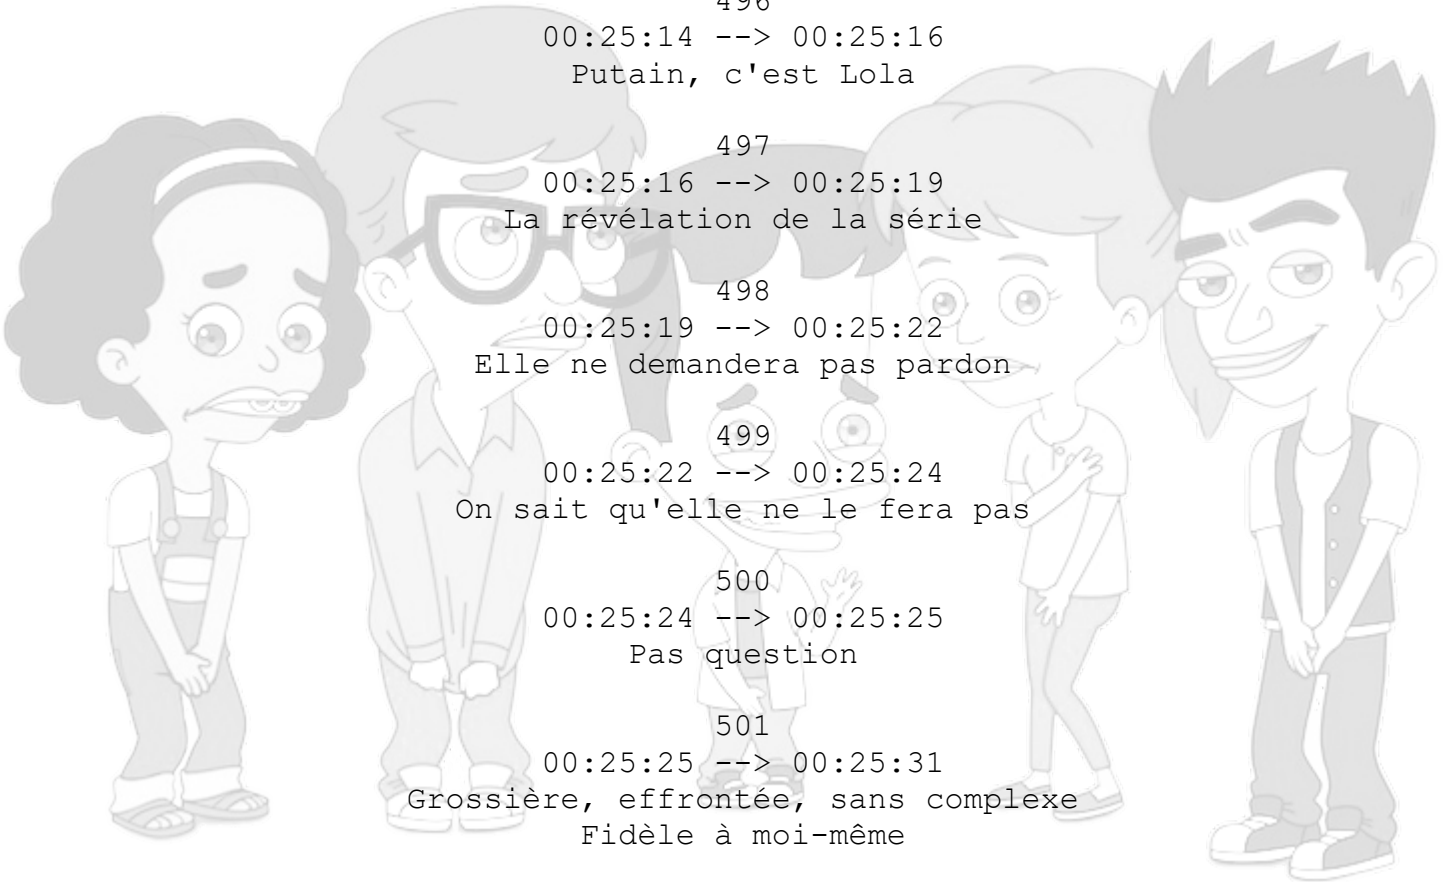 496
00:25:14 --> 00:25:16
Putain, c'est Lola
497
00:25:16 --> 00:25:19
La révélation de la série
498
00:25:19 --> 00:25:22
Elle ne demandera pas pardon
499
00:25:22 --> 00:25:24
On sait qu'elle ne le fera pas
500
00:25:24 --> 00:25:25
Pas question
501
00:25:25 --> 00:25:31
Grossière, effrontée, sans complexe
Fidèle à moi-même